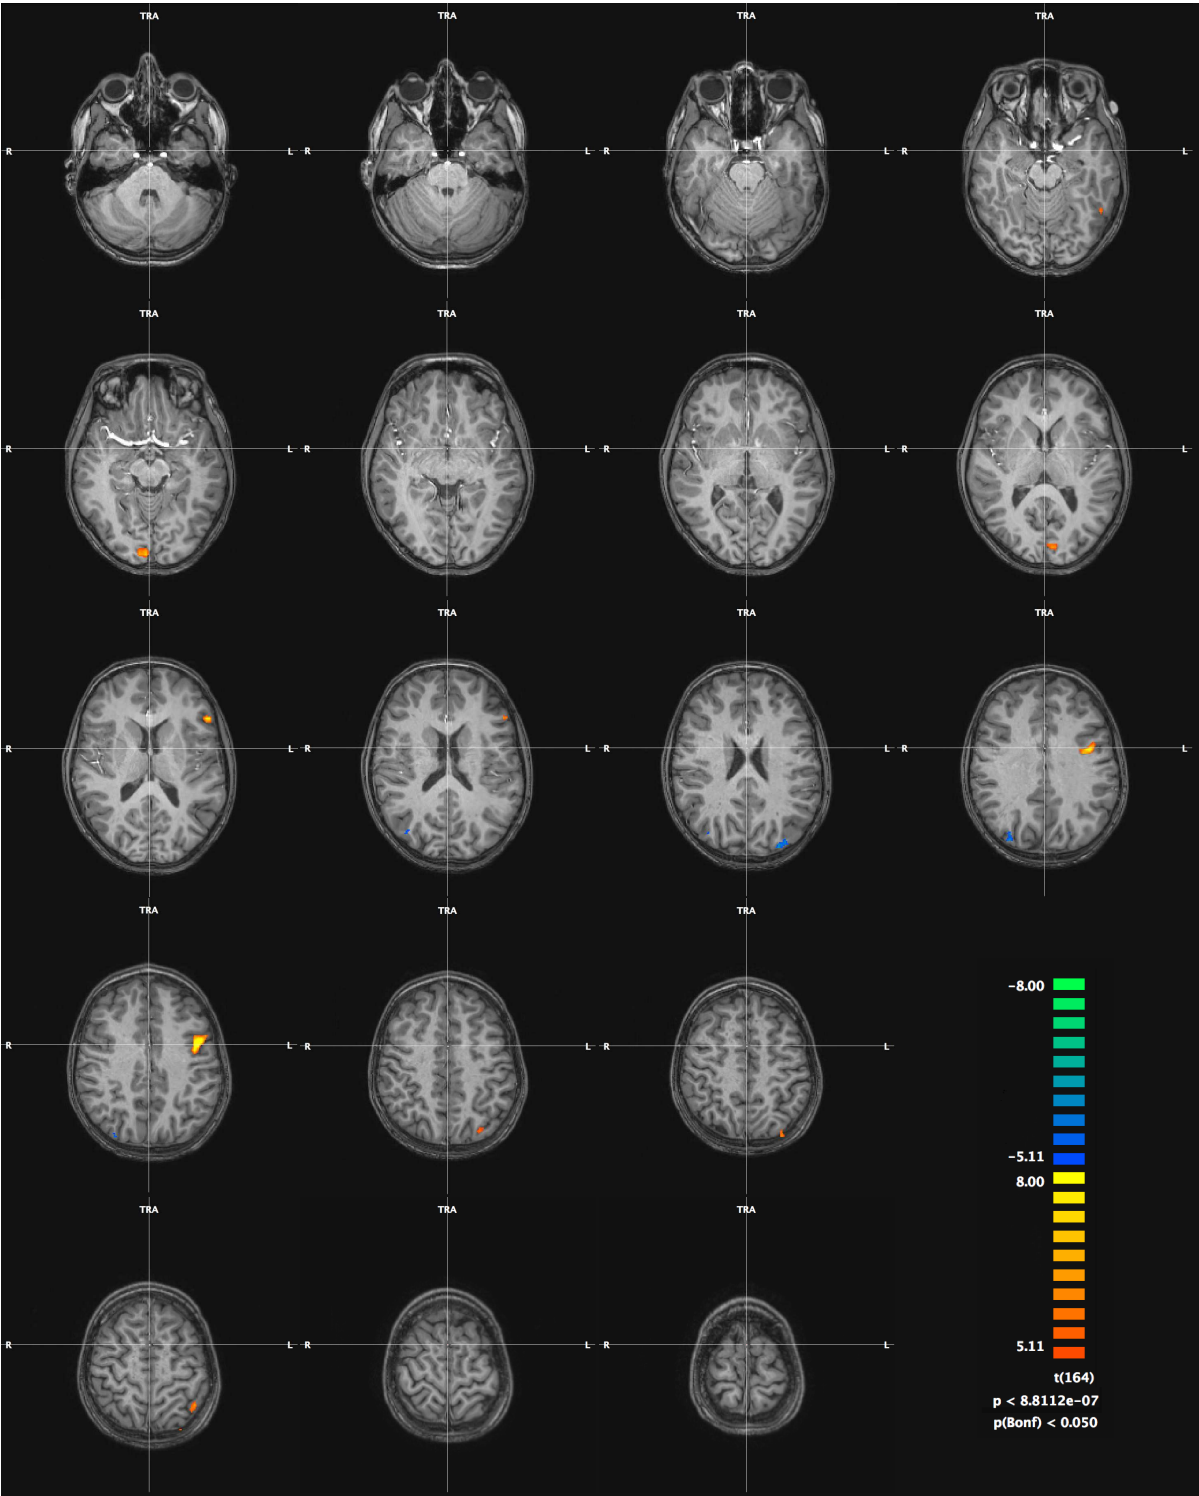 TRA TRA TRA TRA
R L R L R L R L
TRA TRA TRA TRA
R L R L R L R L
TRA TRA TRA TRA
R L R L R L R L
TRA TRA TRA
R L R L R L
−8.00
−5.11
8.00
TRA TRA TRA
R L R L R L
5.11
t(164)
p < 8.8112e−07
p(Bonf) < 0.050